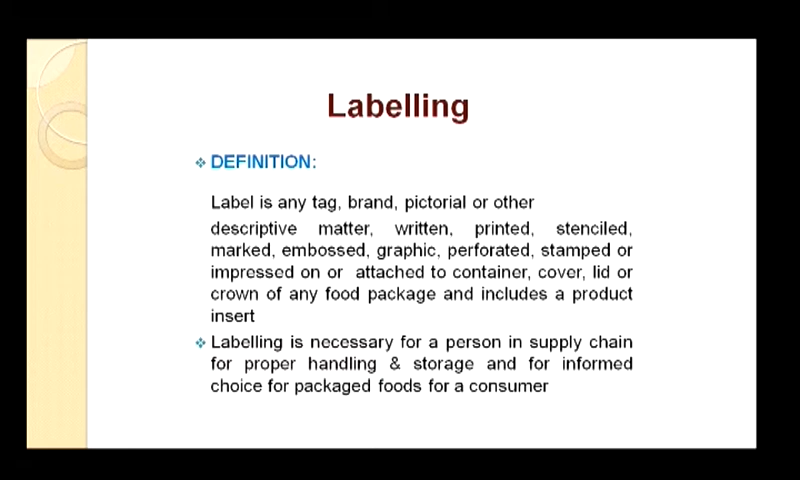 Labelling
❖ DEFINITION:
Label is any tag, brand, pictorial or other
descriptive matter, written, printed, stenciled,
marked, embossed, graphic, perforated, stamped or
impressed on or attached to container, cover, lid or
crown of any food package and includes a product
insert
❖ Labelling is necessary for a person in supply chain
for proper handling & storage and for informed
choice for packaged foods for a consumer